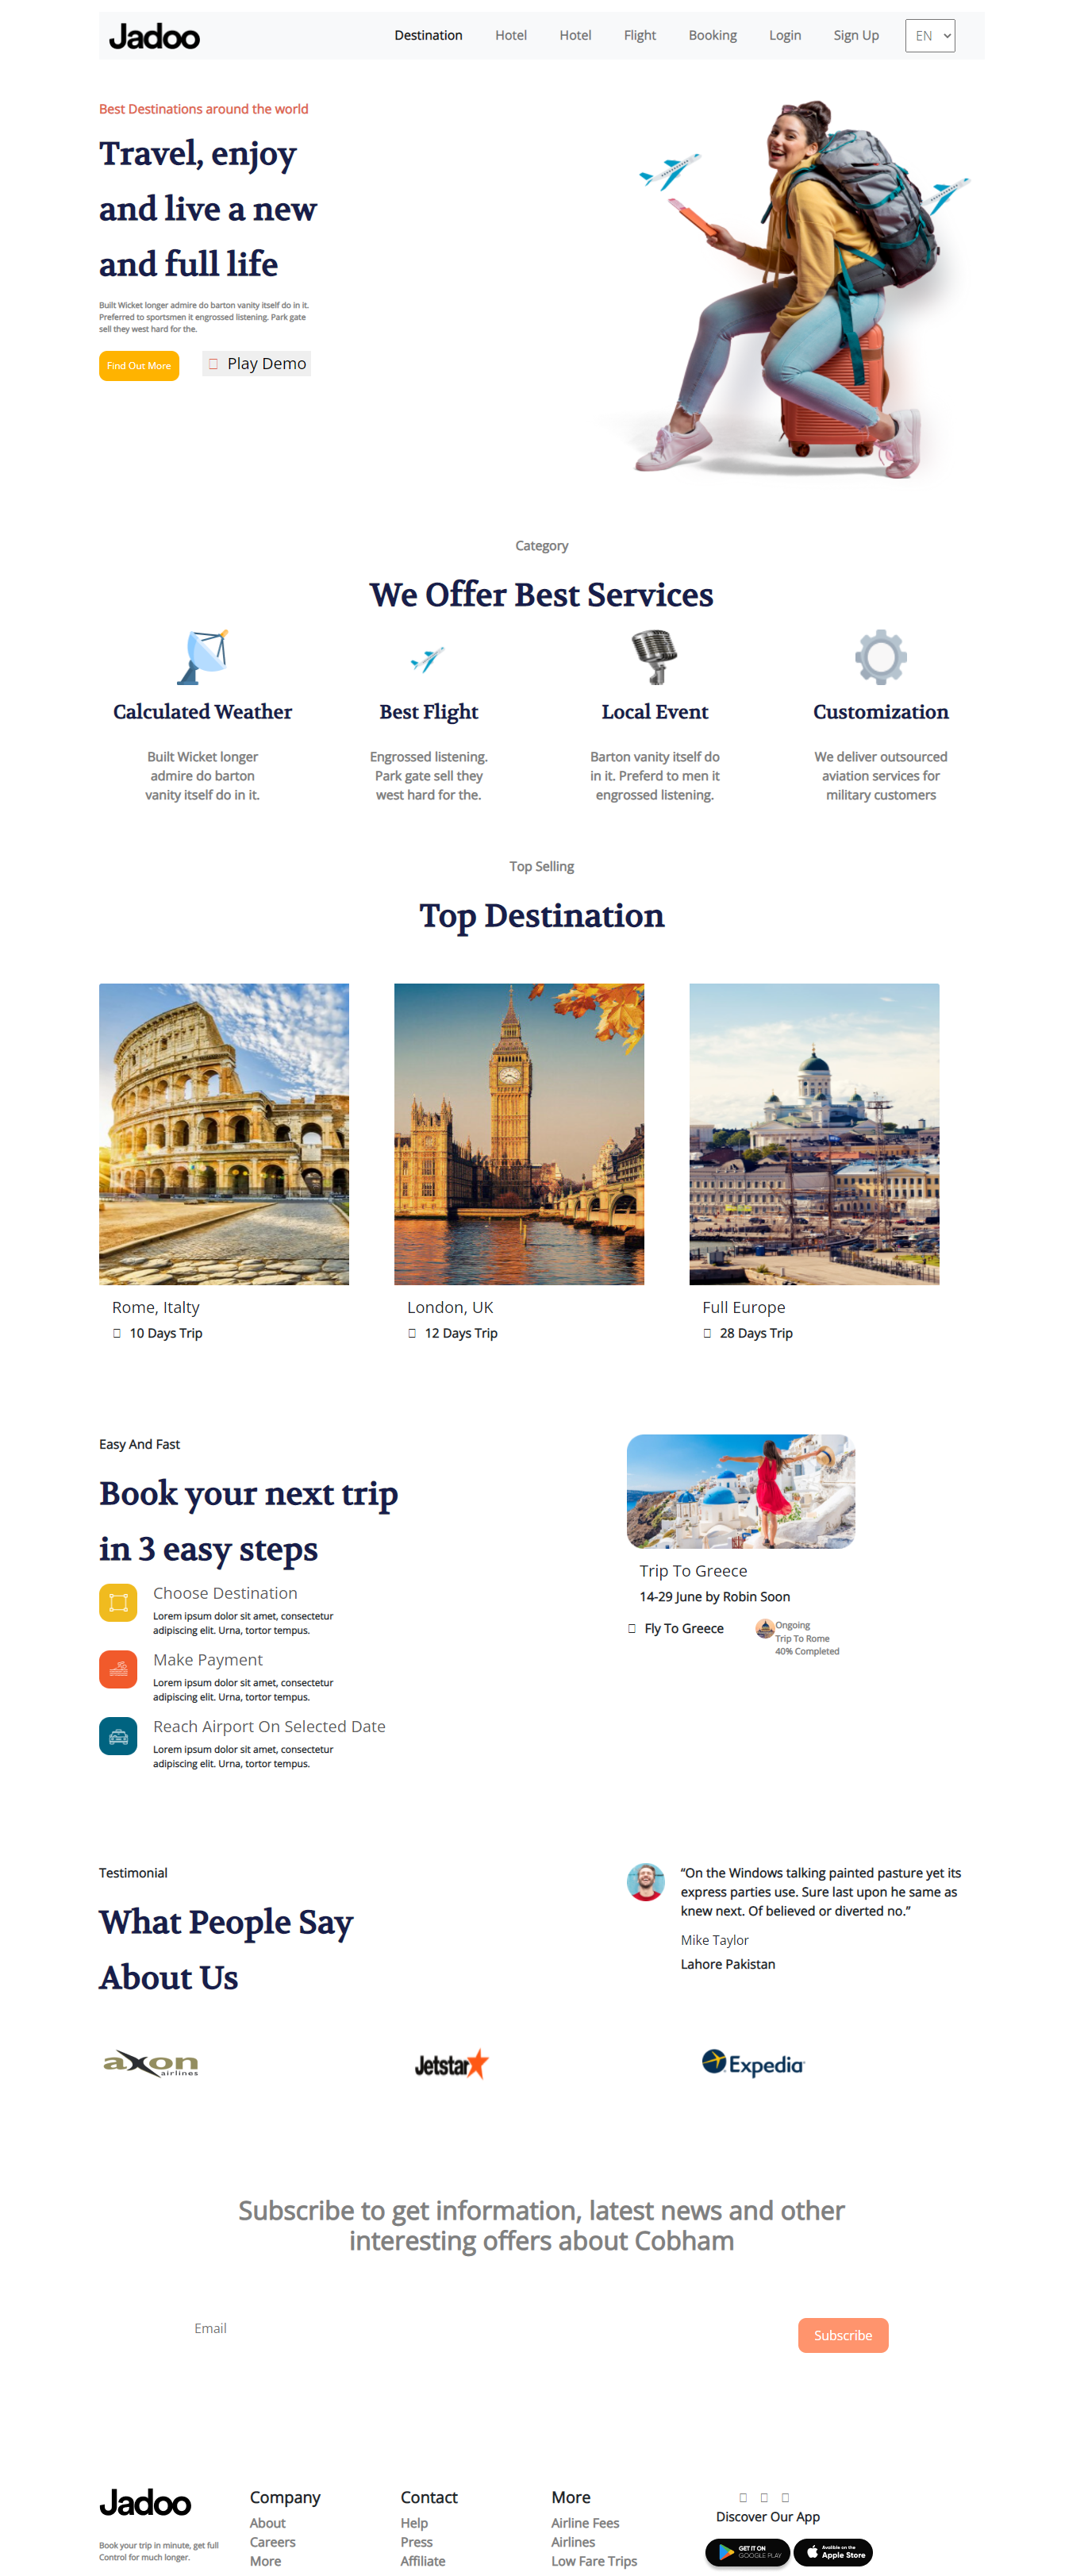 Jadoo
Destination Hotel Hotel Flight Booking Login Sign Up EN
Best Destinations around the world
Travel, enjoy
and live a new
and full life
Built Wicket longer admire do barton vanity itself do in it.
Preferred to sportsmen it engrossed listening. Park gate
sell they west hard for the.
Find Out More
Play Demo
Category
We Offer Best Services
Calculated Weather
Built Wicket longer
admire do barton
vanity itself do in it.
Best Flight
Engrossed listening.
Park gate sell they
west hard for the.
Local Event
Barton vanity itself do
in it. Preferd to men it
engrossed listening.
Customization
We deliver outsourced
aviation services for
military customers
Top Selling
Top Destination
Rome, Italty
10 Days Trip
London, UK
12 Days Trip
Full Europe
28 Days Trip
Easy And Fast
Book your next trip
in 3 easy steps
Choose Destination
Lorem ipsum dolor sit amet, consectetur
adipiscing elit. Urna, tortor tempus.
Make Payment
Lorem ipsum dolor sit amet, consectetur
adipiscing elit. Urna, tortor tempus.
Reach Airport On Selected Date
Lorem ipsum dolor sit amet, consectetur
adipiscing elit. Urna, tortor tempus.
Trip To Greece
14-29 June by Robin Soon
Fly To Greece
Ongoing
Trip To Rome
40% Completed
Testimonial
What People Say
About Us
“On the Windows talking painted pasture yet its
express parties use. Sure last upon he same as
knew next. Of believed or diverted no.”
Mike Taylor
Lahore Pakistan
axon
airlines
Jetstar
Expedia
Subscribe to get information, latest news and other
interesting offers about Cobham
Email
Subscribe
Jadoo
Book your trip in minute, get full
Control for much longer.
Company
About
Careers
More
Contact
Help
Press
Affiliate
More
Airline Fees
Airlines
Low Fare Trips
Discover Our App
GET IT ON
GOOGLE PLAY
Available on the
Apple Store